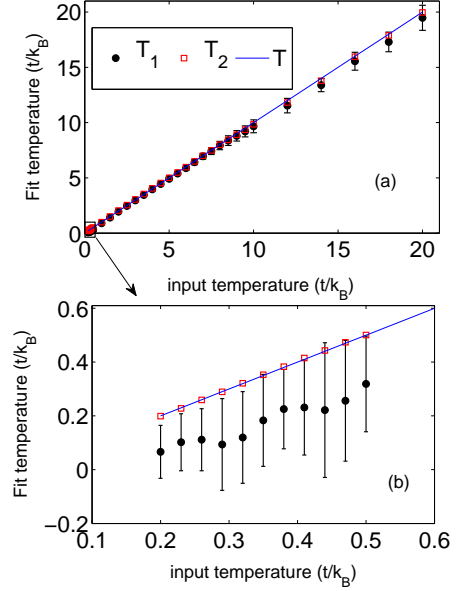 20
15
10
5
0
Fit temperature (t/k_B)
T_1 T_2 T
(a)
0 5 10 15 20
input temperature (t/k_B)
0.6
0.4
0.2
0
−0.2
Fit temperature (t/k_B)
(b)
0.1 0.2 0.3 0.4 0.5 0.6
input temperature (t/k_B)